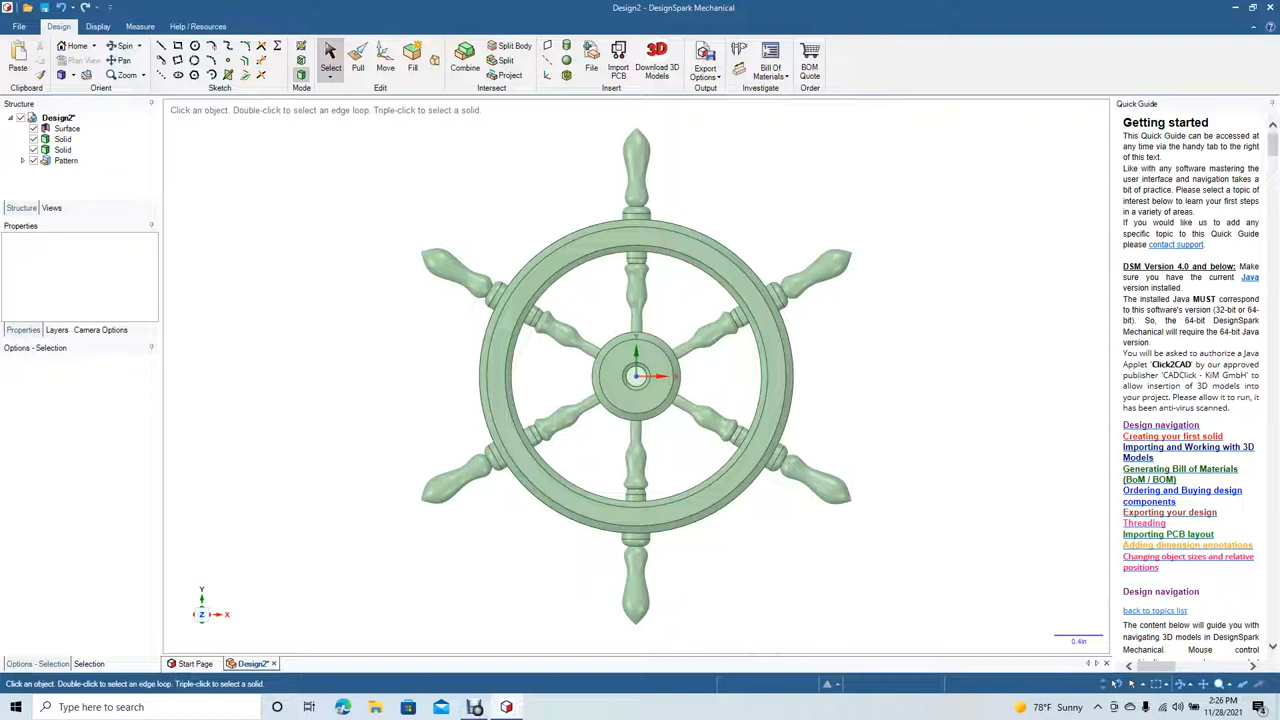 Design2 - DesignSpark Mechanical
File
Design
Display
Measure
Help / Resources
Paste
Home
Plan View
Spin
Pan
Zoom
Select
Pull
Move
Fill
Combine
Split Body
Split
Project
File
Import
PCB
3D
Download 3D
Models
Export
Options
Bill Of
Materials
BOM
Quote
Clipboard
Orient
Sketch
Mode
Edit
Intersect
Insert
Output
Investigate
Order
Structure
Design2*
Surface
Solid
Solid
Pattern
Structure
Views
Properties
Properties
Layers
Camera Options
Options - Selection
Options - Selection
Selection
Click an object. Double-click to select an edge loop. Triple-click to select a solid.
Y
X
Y
Z
X
0.4in
Start Page
Design2*
Quick Guide
Getting started
This Quick Guide can be accessed at
any time via the handy tab to the right
of this text.
Like with any software mastering the
user interface and navigation takes a
bit of practice. Please select a topic of
interest below to learn your first steps
in a variety of areas.
If you would like us to add any
specific topic to this Quick Guide
please contact support.
DSM Version 4.0 and below: Make
sure you have the current Java
version installed.
The installed Java MUST correspond
to this software's version (32-bit or 64-
bit). So, the 64-bit DesignSpark
Mechanical will require the 64-bit Java
version.
You will be asked to authorize a Java
Applet 'Click2CAD' by our approved
publisher 'CADClick - KiM GmbH' to
allow insertion of 3D models into
your project. Please allow it to run, it
has been anti-virus scanned.
Design navigation
Creating your first solid
Importing and Working with 3D
Models
Generating Bill of Materials
(BoM / BOM)
Ordering and Buying design
components
Exporting your design
Threading
Importing PCB layout
Adding dimension annotations
Changing object sizes and relative
positions
Design navigation
back to topics list
The content below will guide you with
navigating 3D models in DesignSpark
Mechanical. Mouse control
Click an object. Double-click to select an edge loop. Triple-click to select a solid.
Type here to search
78°F Sunny
2:26 PM
11/28/2021
4